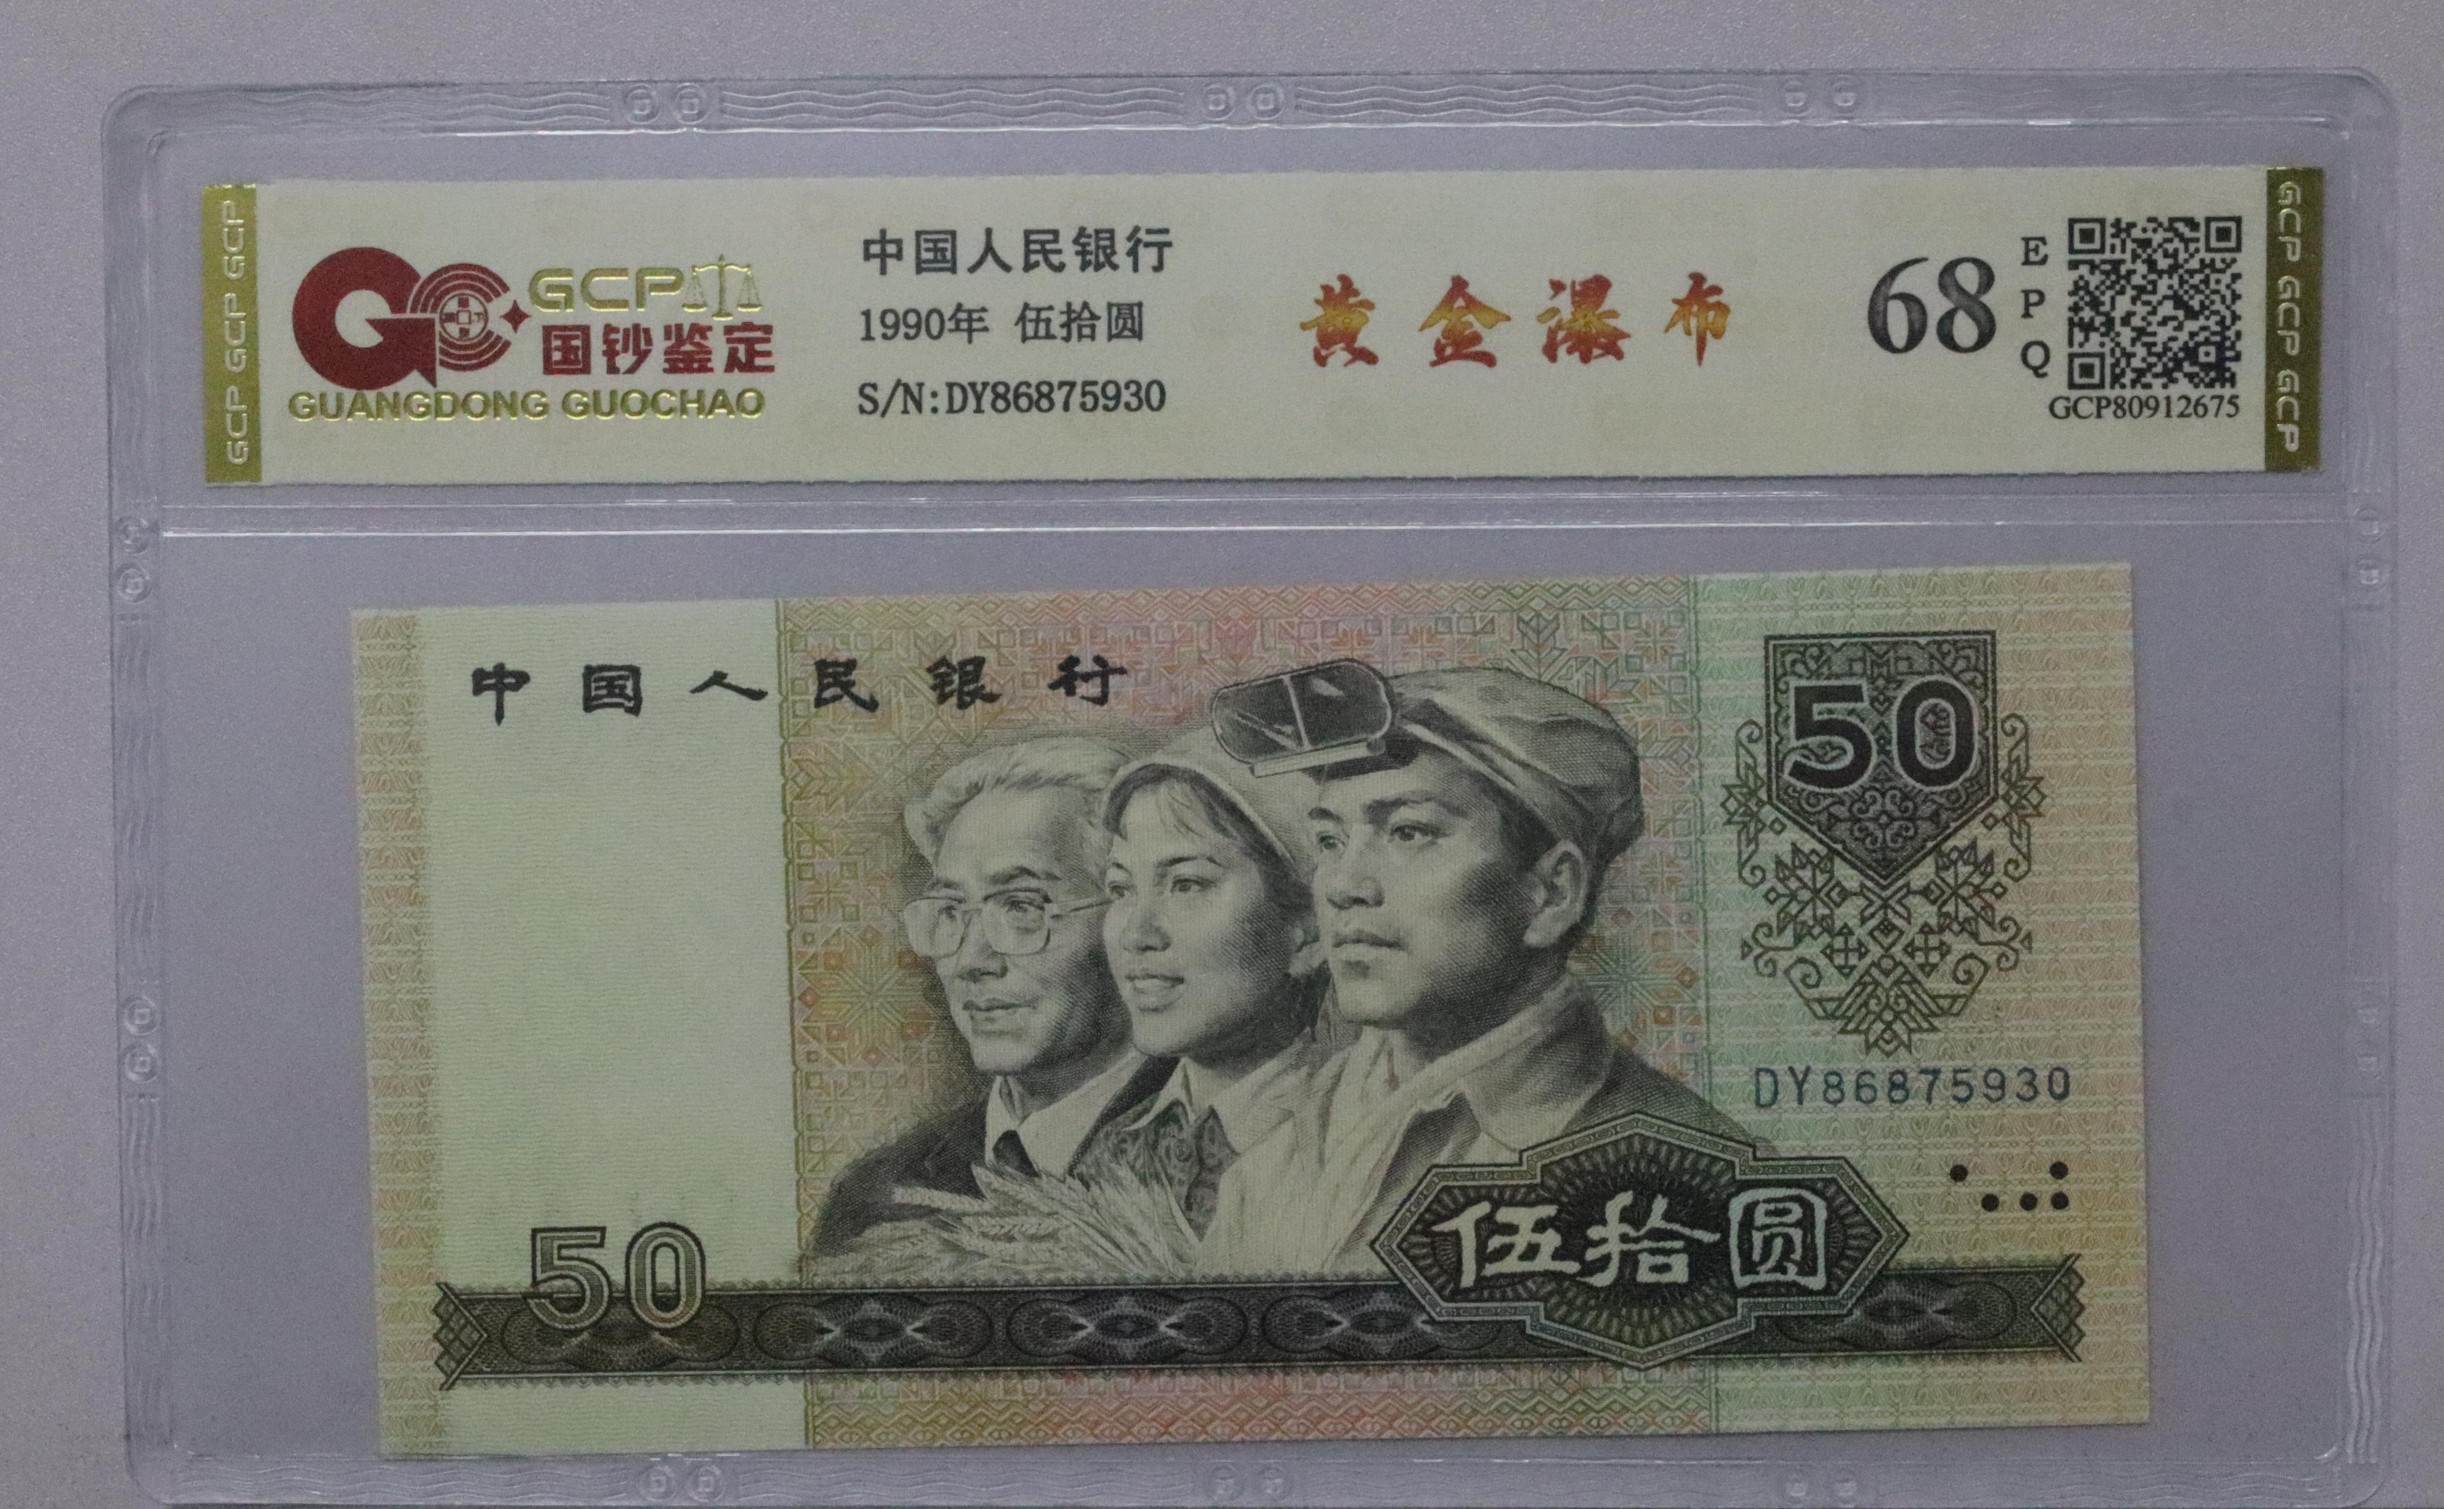 GCP GCP GCP
GCP
国钞鉴定
GUANGDONG GUOCHAO
中国人民银行
1990年 伍拾圆
S/N:DY86875930
黄金瀑布
68
EPQ
GCP80912675
GCP GCP GCP
中国人民银行
50
DY86875930
50
伍拾圆